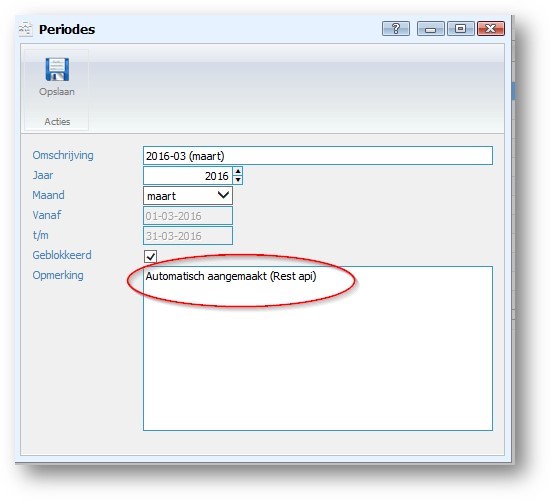 Periodes
?
Opslaan
Acties
Omschrijving 2016-03 (maart)
Jaar 2016
Maand maart
Vanaf 01-03-2016
t/m 31-03-2016
Geblokkeerd
Opmerking Automatisch aangemaakt (Rest api)